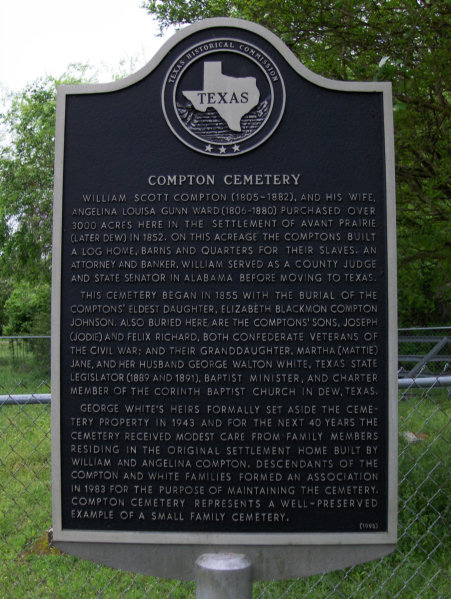 TEXAS HISTORICAL COMMISSION
TEXAS
COMPTON CEMETERY
WILLIAM SCOTT COMPTON (1805-1882), AND HIS WIFE,
ANGELINA LOUISA GUNN WARD (1806-1880) PURCHASED OVER
3000 ACRES HERE IN THE SETTLEMENT OF AVANT PRAIRIE
(LATER DEW) IN 1852. ON THIS ACREAGE THE COMPTONS BUILT
A LOG HOME, BARNS AND QUARTERS FOR THEIR SLAVES. AN
ATTORNEY AND BANKER, WILLIAM SERVED AS A COUNTY JUDGE
AND STATE SENATOR IN ALABAMA BEFORE MOVING TO TEXAS.
THIS CEMETERY BEGAN IN 1855 WITH THE BURIAL OF THE
COMPTONS' ELDEST DAUGHTER, ELIZABETH BLACKMON COMPTON
JOHNSON. ALSO BURIED HERE ARE THE COMPTONS' SONS, JOSEPH
(JODIE) AND FELIX RICHARD, BOTH CONFEDERATE VETERANS OF
THE CIVIL WAR; AND THEIR GRANDDAUGHTER, MARTHA (MATTIE)
JANE, AND HER HUSBAND GEORGE WALTON WHITE, TEXAS STATE
LEGISLATOR (1889 AND 1891), BAPTIST MINISTER, AND CHARTER
MEMBER OF THE CORINTH BAPTIST CHURCH IN DEW, TEXAS.
GEORGE WHITE'S HEIRS FORMALLY SET ASIDE THE CEME-
TERY PROPERTY IN 1943 AND FOR THE NEXT 40 YEARS THE
CEMETERY RECEIVED MODEST CARE FROM FAMILY MEMBERS
RESIDING IN THE ORIGINAL SETTLEMENT HOME BUILT BY
WILLIAM AND ANGELINA COMPTON. DESCENDANTS OF THE
COMPTON AND WHITE FAMILIES FORMED AN ASSOCIATION
IN 1983 FOR THE PURPOSE OF MAINTAINING THE CEMETERY.
COMPTON CEMETERY REPRESENTS A WELL-PRESERVED
EXAMPLE OF A SMALL FAMILY CEMETERY.
(1998)